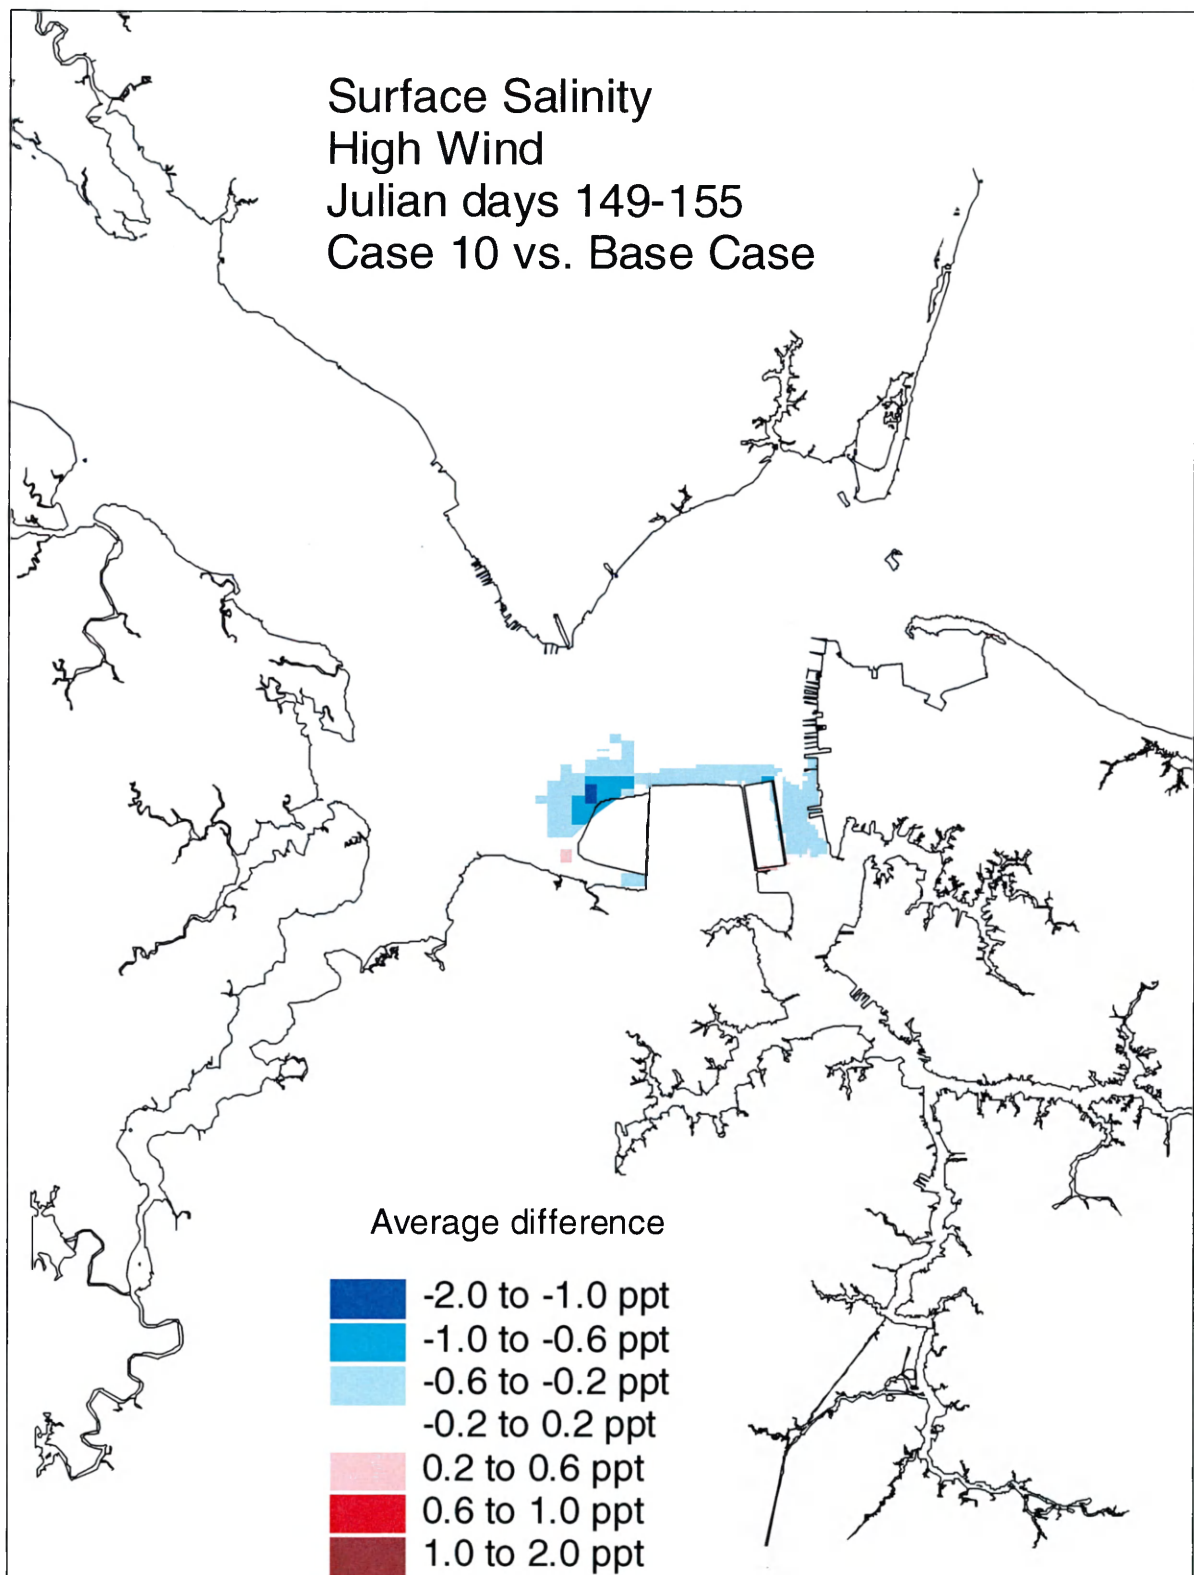 Surface Salinity
High Wind
Julian days 149-155
Case 10 vs. Base Case
Average difference
-2.0 to -1.0 ppt
-1.0 to -0.6 ppt
-0.6 to -0.2 ppt
-0.2 to 0.2 ppt
0.2 to 0.6 ppt
0.6 to 1.0 ppt
1.0 to 2.0 ppt